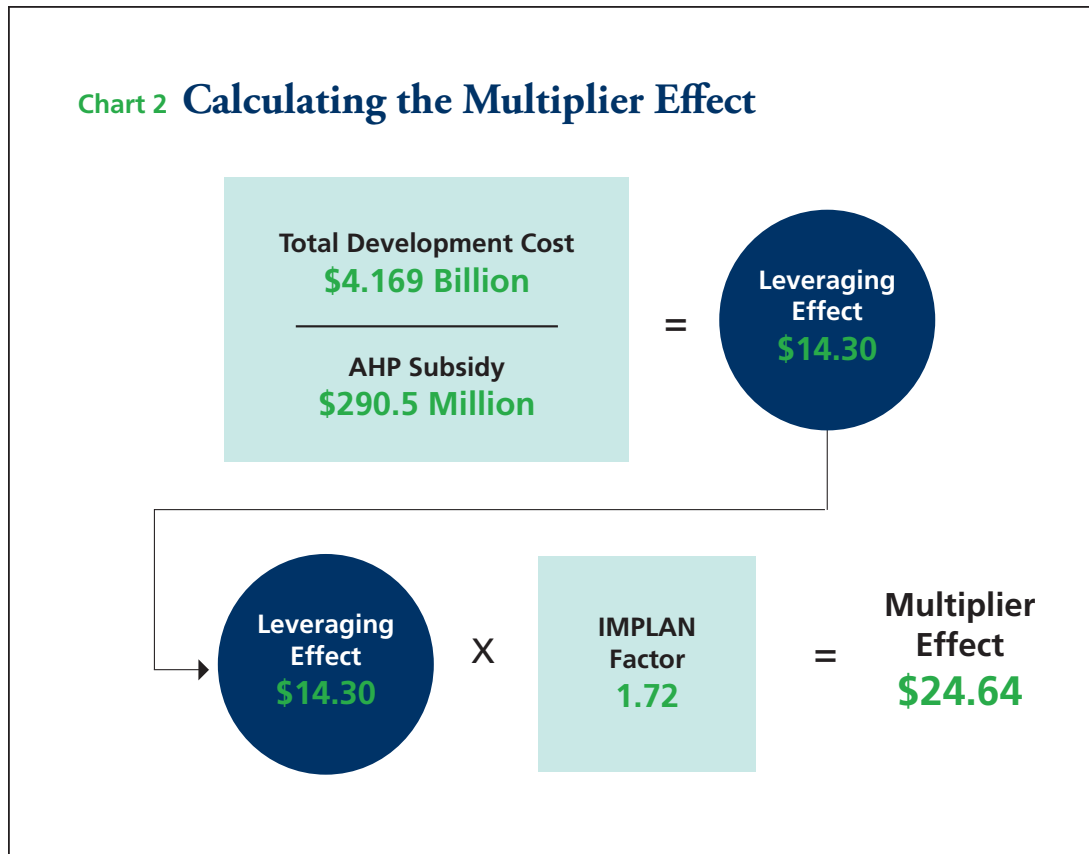 Chart 2 Calculating the Multiplier Effect
Total Development Cost
$4.169 Billion
AHP Subsidy
$290.5 Million
=
Leveraging
Effect
$14.30
Leveraging
Effect
$14.30
X
IMPLAN
Factor
1.72
=
Multiplier
Effect
$24.64